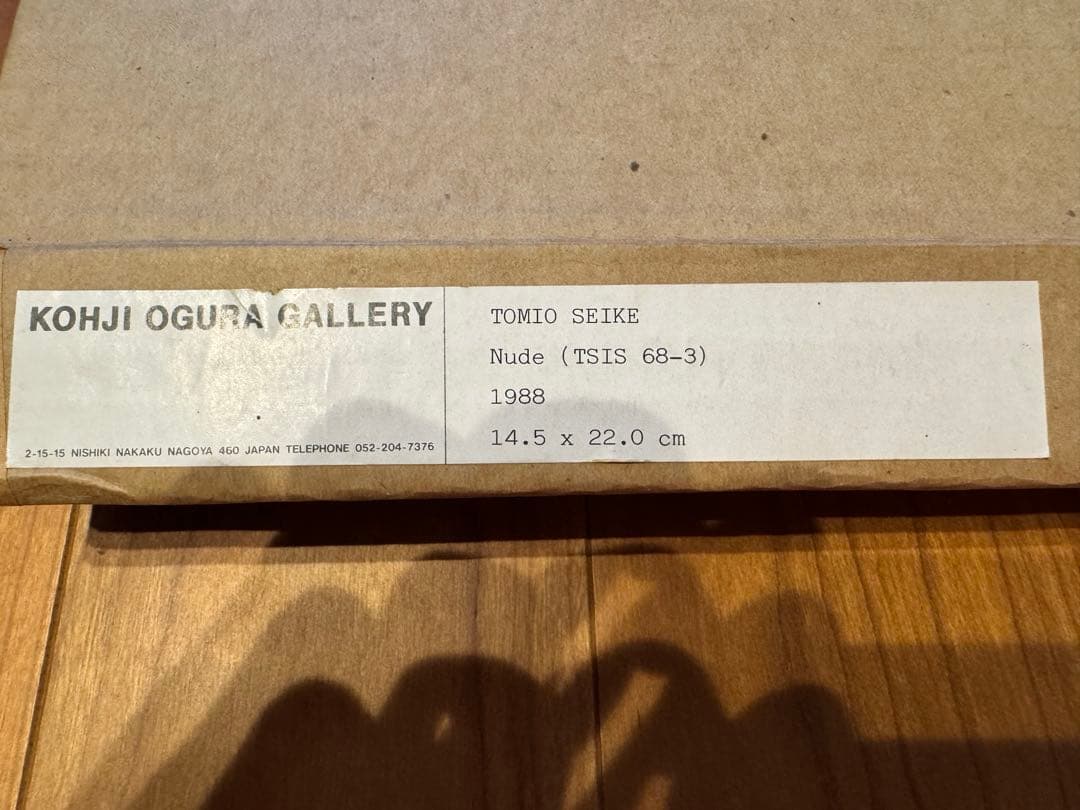 KOHJI OGURA GALLERY
2-15-15 NISHIKI NAKAKU NAGOYA 460 JAPAN TELEPHONE 052-204-7376
TOMIO SEIKE
Nude (TSIS 68-3)
1988
14.5 x 22.0 cm